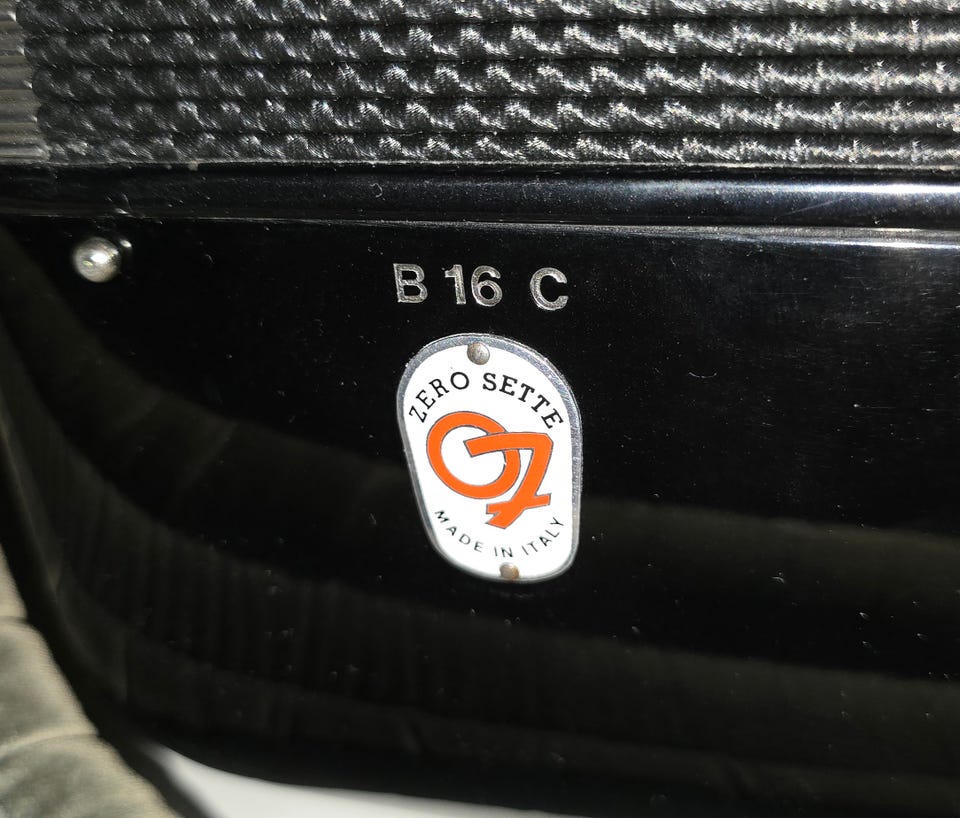 B 16 C
ZERO SETTE
07
MADE IN ITALY